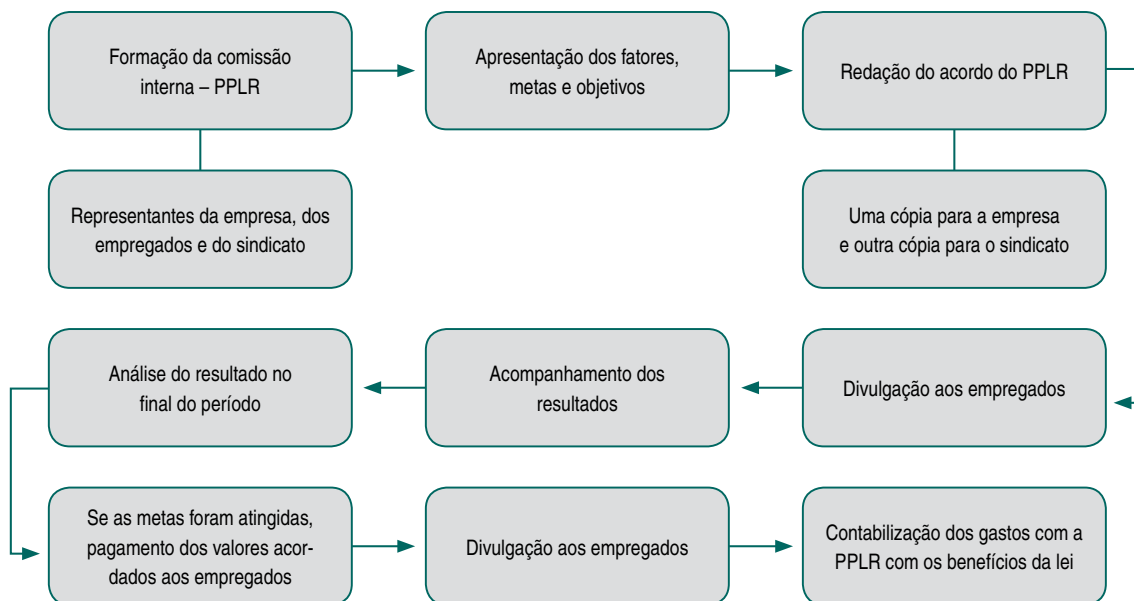 Formação da comissão
interna – PPLR
Apresentação dos fatores,
metas e objetivos
Redação do acordo do PPLR
Representantes da empresa, dos
empregados e do sindicato
Uma cópia para a empresa
e outra cópia para o sindicato
Divulgação aos empregados
Acompanhamento dos
resultados
Análise do resultado no
final do período
Se as metas foram atingidas,
pagamento dos valores acor-
dados aos empregados
Divulgação aos empregados
Contabilização dos gastos com a
PPLR com os benefícios da lei